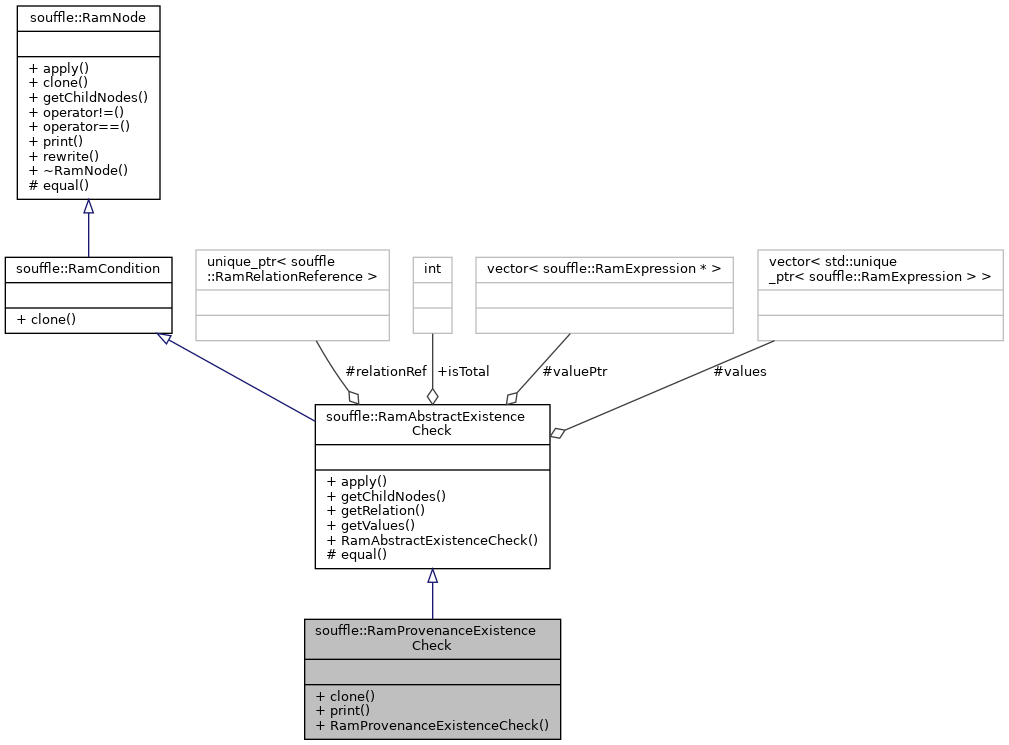 souffle::RamNode
+ apply()
+ clone()
+ getChildNodes()
+ operator!=()
+ operator==()
+ print()
+ rewrite()
+ ~RamNode()
# equal()
souffle::RamCondition
+ clone()
unique_ptr< souffle
::RamRelationReference >
int
vector< souffle::RamExpression * >
vector< std::unique
_ptr< souffle::RamExpression > >
#relationRef
+isTotal
#valuePtr
#values
souffle::RamAbstractExistence
Check
+ apply()
+ getChildNodes()
+ getRelation()
+ getValues()
+ RamAbstractExistenceCheck()
# equal()
souffle::RamProvenanceExistence
Check
+ clone()
+ print()
+ RamProvenanceExistenceCheck()